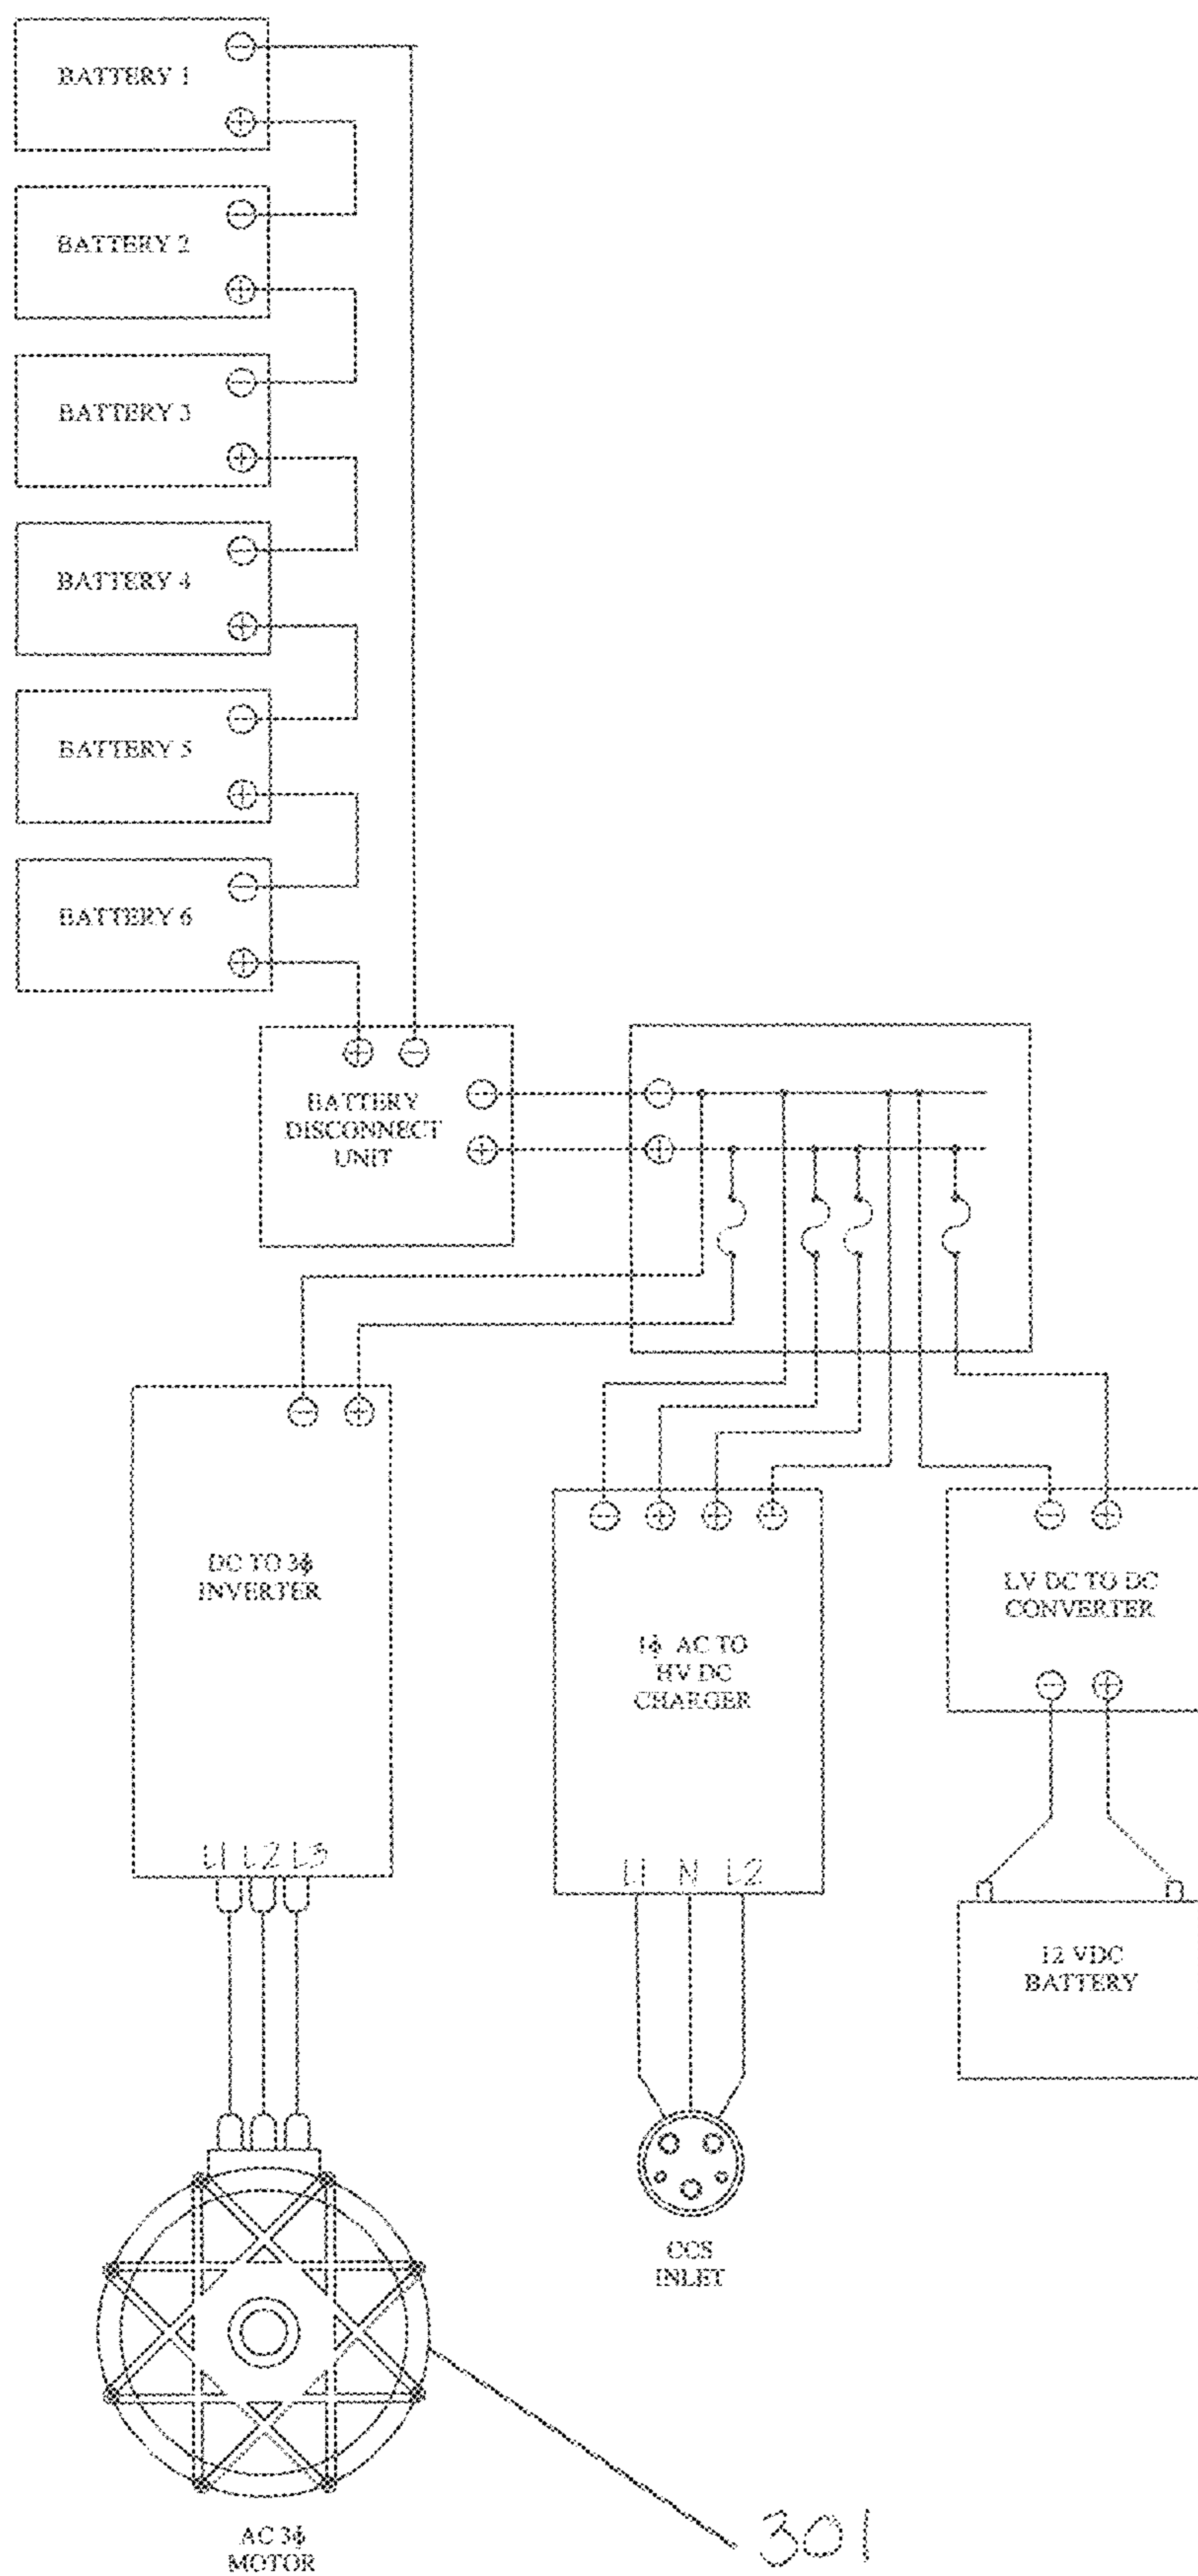 BATTERY 1
BATTERY 2
BATTERY 3
BATTERY 4
BATTERY 5
BATTERY 6
BATTERY
DISCONNECT
UNIT
DC TO 3ϕ
INVERTER
1ϕ AC TO
HV DC
CHARGER
LV DC TO DC
CONVERTER
L1 L2 L3
L1 N L2
12 VDC
BATTERY
CCS
INLET
AC 3ϕ
MOTOR
301